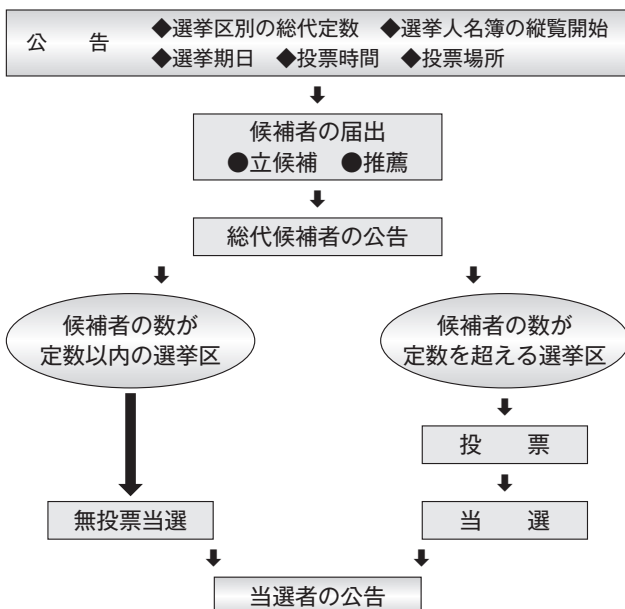 公　告
◆選挙区別の総代定数　◆選挙人名簿の縦覧開始
◆選挙期日　◆投票時間　◆投票場所
候補者の届出
●立候補　●推薦
総代候補者の公告
候補者の数が
定数以内の選挙区
候補者の数が
定数を超える選挙区
投　票
無投票当選
当　選
当選者の公告